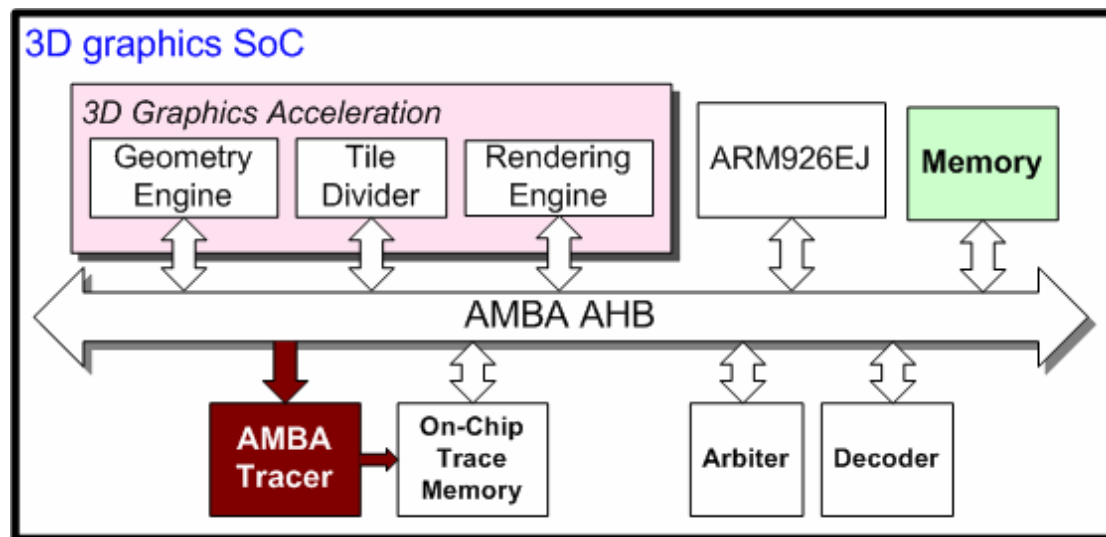 3D graphics SoC
3D Graphics Acceleration
Geometry
Engine
Tile
Divider
Rendering
Engine
ARM926EJ
Memory
AMBA AHB
AMBA
Tracer
On-Chip
Trace
Memory
Arbiter
Decoder